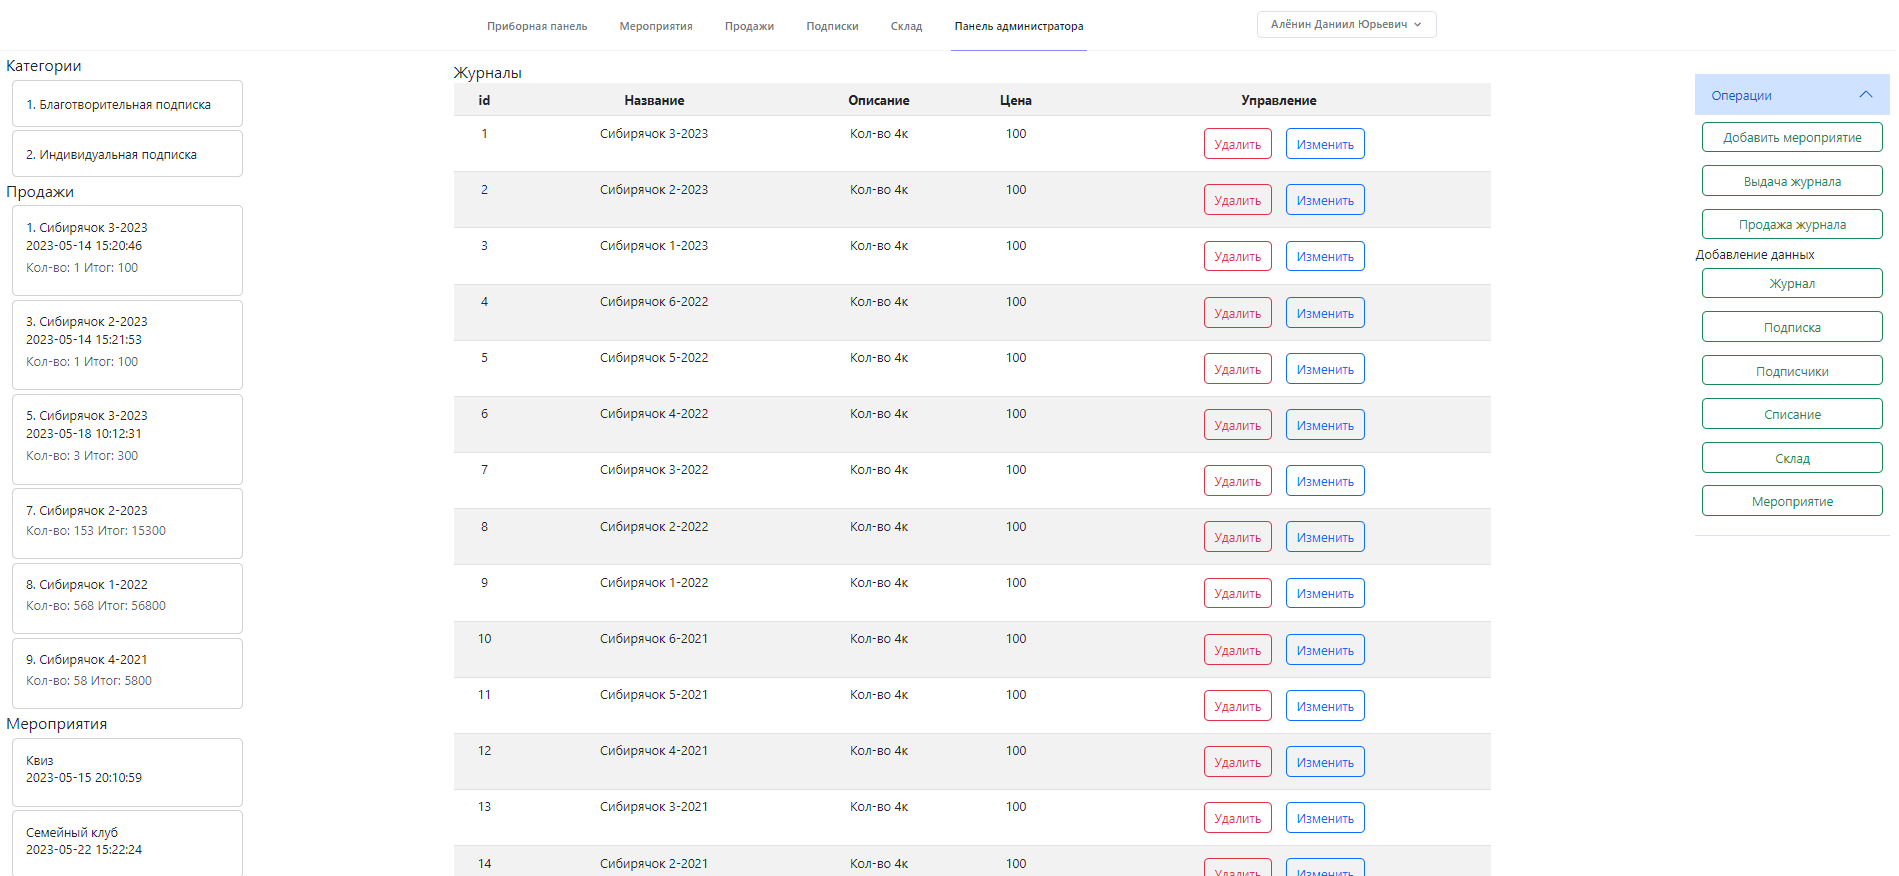 Приборная панель Мероприятия Продажи Подписки Склад Панель администратора Алёнин Даниил Юрьевич
Категории
1. Благотворительная подписка
2. Индивидуальная подписка
Продажи
1. Сибирячок 3-2023
2023-05-14 15:20:46
Кол-во: 1 Итог: 100
3. Сибирячок 2-2023
2023-05-14 15:21:53
Кол-во: 1 Итог: 100
5. Сибирячок 3-2023
2023-05-18 10:12:31
Кол-во: 3 Итог: 300
7. Сибирячок 2-2023
Кол-во: 153 Итог: 15300
8. Сибирячок 1-2022
Кол-во: 568 Итог: 56800
9. Сибирячок 4-2021
Кол-во: 58 Итог: 5800
Мероприятия
Квиз
2023-05-15 20:10:59
Семейный клуб
2023-05-22 15:22:24
Журналы
id Название Описание Цена Управление
1 Сибирячок 3-2023 Кол-во 4к 100 Удалить Изменить
2 Сибирячок 2-2023 Кол-во 4к 100 Удалить Изменить
3 Сибирячок 1-2023 Кол-во 4к 100 Удалить Изменить
4 Сибирячок 6-2022 Кол-во 4к 100 Удалить Изменить
5 Сибирячок 5-2022 Кол-во 4к 100 Удалить Изменить
6 Сибирячок 4-2022 Кол-во 4к 100 Удалить Изменить
7 Сибирячок 3-2022 Кол-во 4к 100 Удалить Изменить
8 Сибирячок 2-2022 Кол-во 4к 100 Удалить Изменить
9 Сибирячок 1-2022 Кол-во 4к 100 Удалить Изменить
10 Сибирячок 6-2021 Кол-во 4к 100 Удалить Изменить
11 Сибирячок 5-2021 Кол-во 4к 100 Удалить Изменить
12 Сибирячок 4-2021 Кол-во 4к 100 Удалить Изменить
13 Сибирячок 3-2021 Кол-во 4к 100 Удалить Изменить
14 Сибирячок 2-2021 Кол-во 4к 100 Удалить Изменить
Операции
Добавить мероприятие
Выдача журнала
Продажа журнала
Добавление данных
Журнал
Подписка
Подписчики
Списание
Склад
Мероприятие